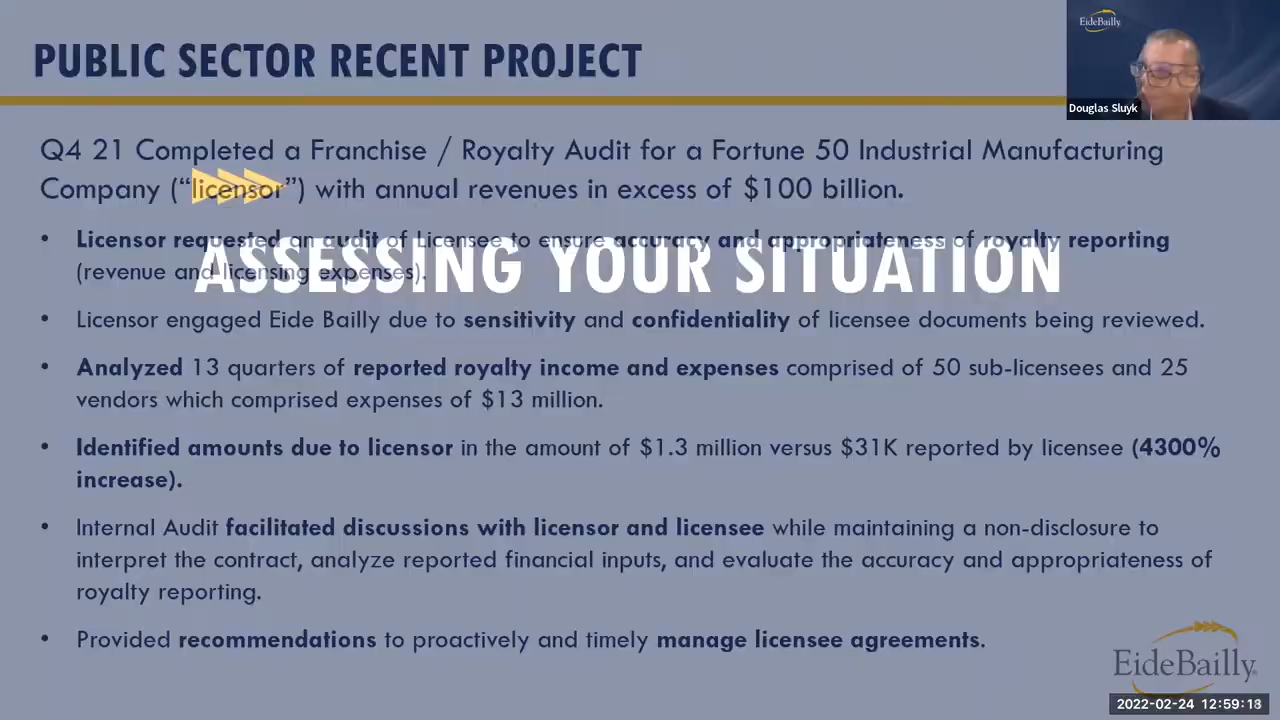 PUBLIC SECTOR RECENT PROJECT
EideBailly
Douglas Sluyk
Q4 21 Completed a Franchise / Royalty Audit for a Fortune 50 Industrial Manufacturing
Company (“licensor”) with annual revenues in excess of $100 billion.
• Licensor requested an audit of Licensee to ensure accuracy and appropriateness of royalty reporting
(revenue and licensing expenses).
ASSESSING YOUR SITUATION
• Licensor engaged Eide Bailly due to sensitivity and confidentiality of licensee documents being reviewed.
• Analyzed 13 quarters of reported royalty income and expenses comprised of 50 sub-licensees and 25
vendors which comprised expenses of $13 million.
• Identified amounts due to licensor in the amount of $1.3 million versus $31K reported by licensee (4300%
increase).
• Internal Audit facilitated discussions with licensor and licensee while maintaining a non-disclosure to
interpret the contract, analyze reported financial inputs, and evaluate the accuracy and appropriateness of
royalty reporting.
• Provided recommendations to proactively and timely manage licensee agreements.
EideBailly
2022-02-24 12:59:18